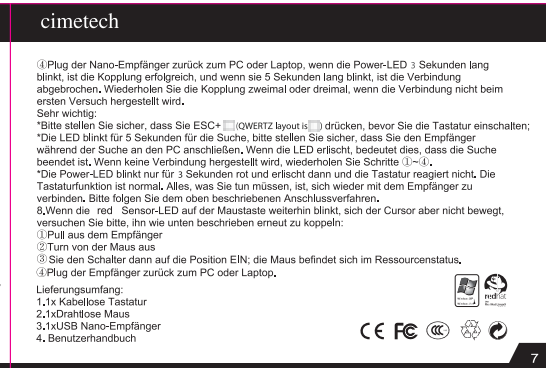 cimetech
④Plug der Nano-Empfänger zurück zum PC oder Laptop, wenn die Power-LED 3 Sekunden lang
blinkt, ist die Kopplung erfolgreich, und wenn sie 5 Sekunden lang blinkt, ist die Verbindung
abgebrochen. Wiederholen Sie die Kopplung zweimal oder dreimal, wenn die Verbindung nicht beim
ersten Versuch hergestellt wird.
Sehr wichtig:
*Bitte stellen Sie sicher, dass Sie ESC+ (QWERTZ layout is ) drücken, bevor Sie die Tastatur einschalten;
*Die LED blinkt für 5 Sekunden für die Suche, bitte stellen Sie sicher, dass Sie den Empfänger
während der Suche an den PC anschließen. Wenn die LED erlischt, bedeutet dies, dass die Suche
beendet ist. Wenn keine Verbindung hergestellt wird, wiederholen Sie Schritte ①~④.
*Die Power-LED blinkt nur für 3 Sekunden rot und erlischt dann und die Tastatur reagiert nicht. Die
Tastaturfunktion ist normal. Alles, was Sie tun müssen, ist, sich wieder mit dem Empfänger zu
verbinden. Bitte folgen Sie dem oben beschriebenen Anschlussverfahren.
8.Wenn die red Sensor-LED auf der Maustaste weiterhin blinkt, sich der Cursor aber nicht bewegt,
versuchen Sie bitte, ihn wie unten beschrieben erneut zu koppeln:
①Pull aus dem Empfänger
②Turn von der Maus aus
③Sie den Schalter dann auf die Position EIN; die Maus befindet sich im Ressourcenstatus.
④Plug der Empfänger zurück zum PC oder Laptop.
Lieferungsumfang:
1.1x Kabellose Tastatur
2.1xDrahtlose Maus
3.1xUSB Nano-Empfänger
4. Benutzerhandbuch
redhat
CE FC CCC
7